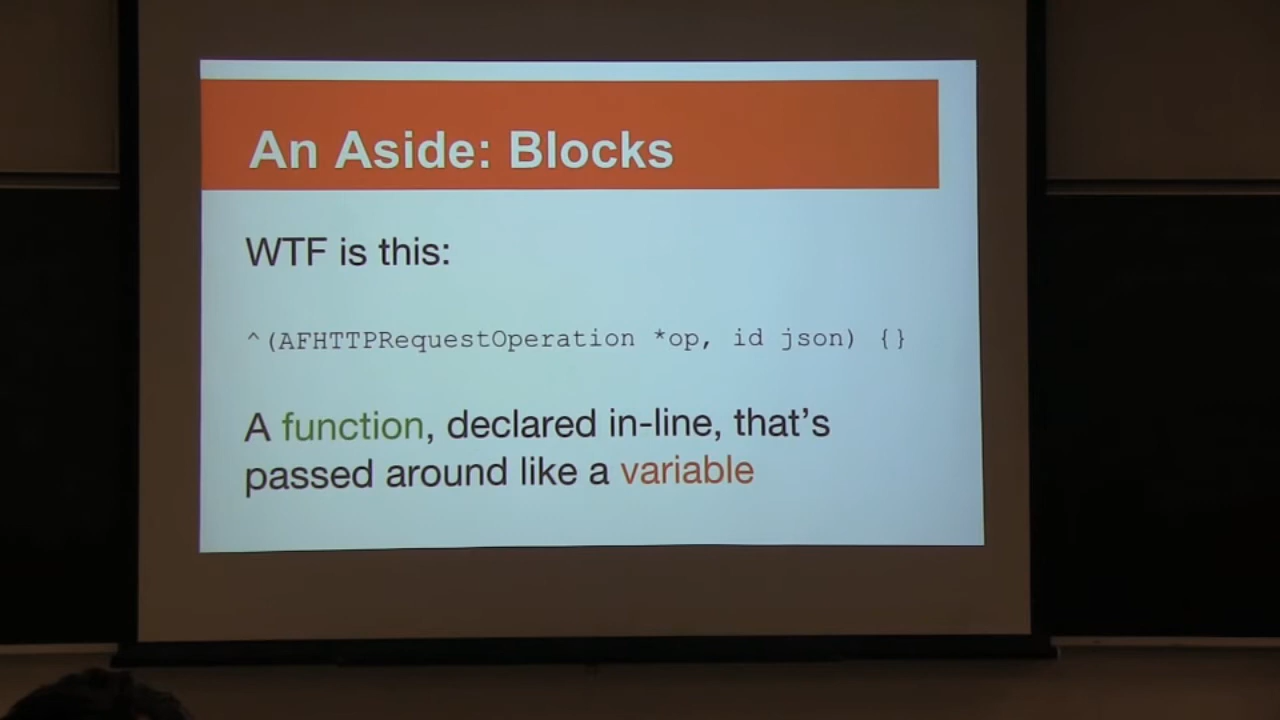 An Aside: Blocks
WTF is this:
^(AFHTTPRequestOperation *op, id json) {}
A function, declared in-line, that's
passed around like a variable